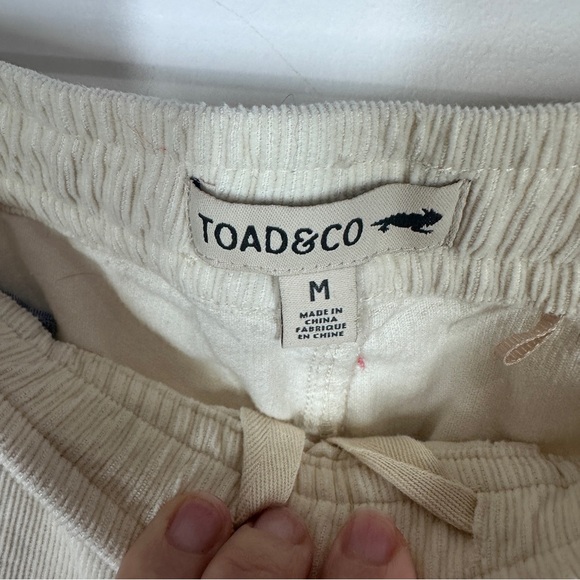 TOAD&CO
M
MADE IN
CHINA
FABRIQUE
EN CHINE